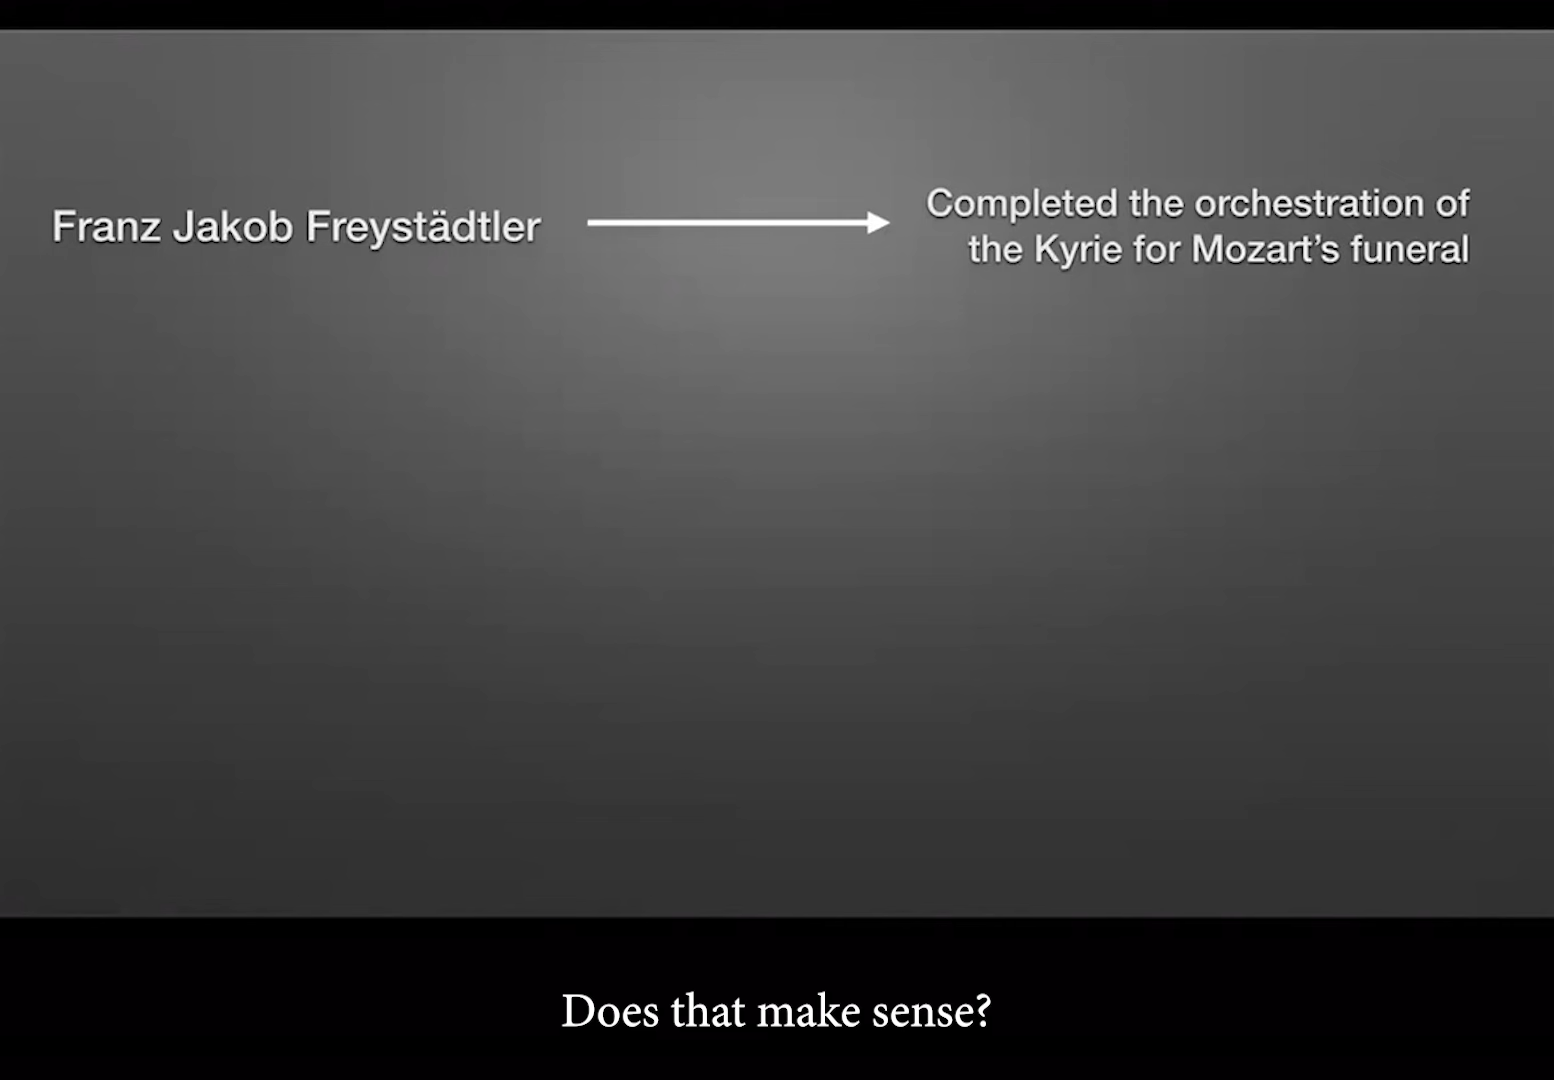 Franz Jakob Freystädtler
Completed the orchestration of
the Kyrie for Mozart’s funeral
Does that make sense?